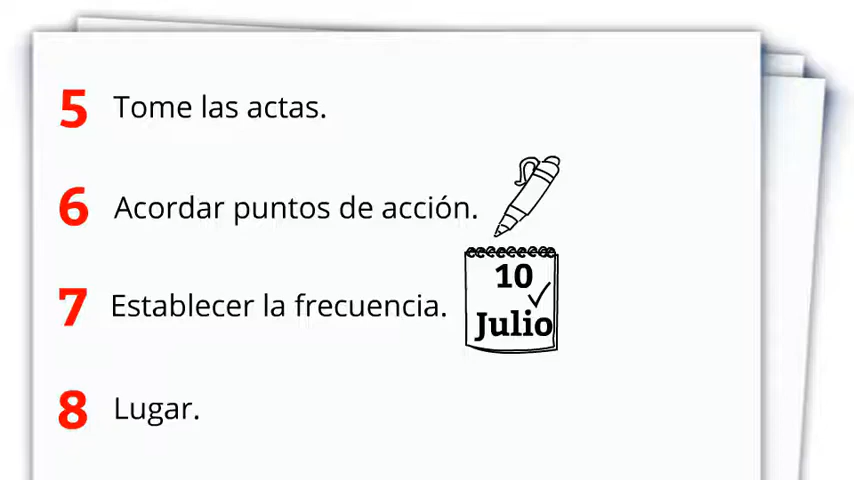 5 Tome las actas.
6 Acordar puntos de acción.
7 Establecer la frecuencia.
10
Julio
8 Lugar.